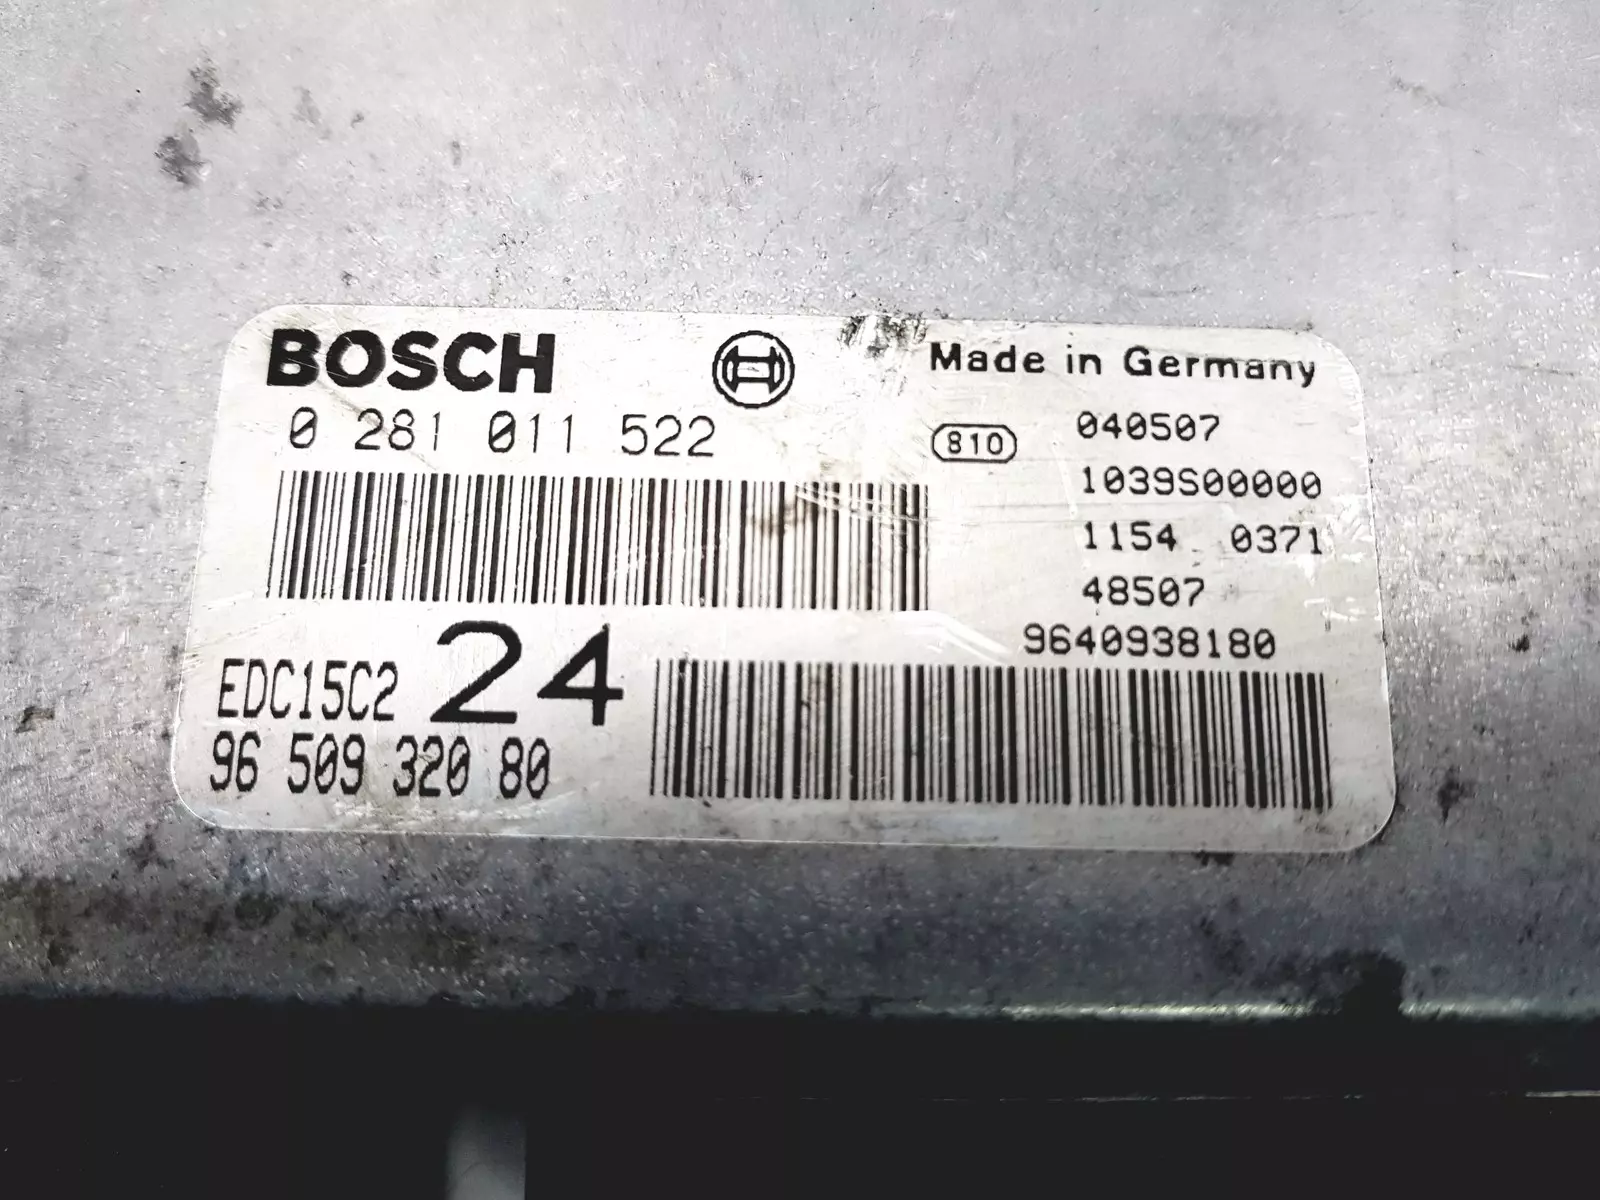 BOSCH
0 281 011 522
Made in Germany
810
040507
1039S00000
1154 0371
48507
9640938180
EDC15C2 24
96 509 320 80